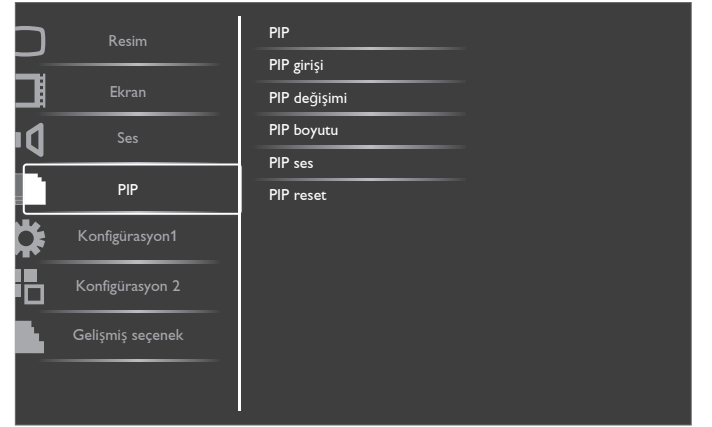 Resim
Ekran
Ses
PIP
Konfigürasyon1
Konfigürasyon 2
Gelişmiş seçenek
PIP
PIP girişi
PIP değişimi
PIP boyutu
PIP ses
PIP reset